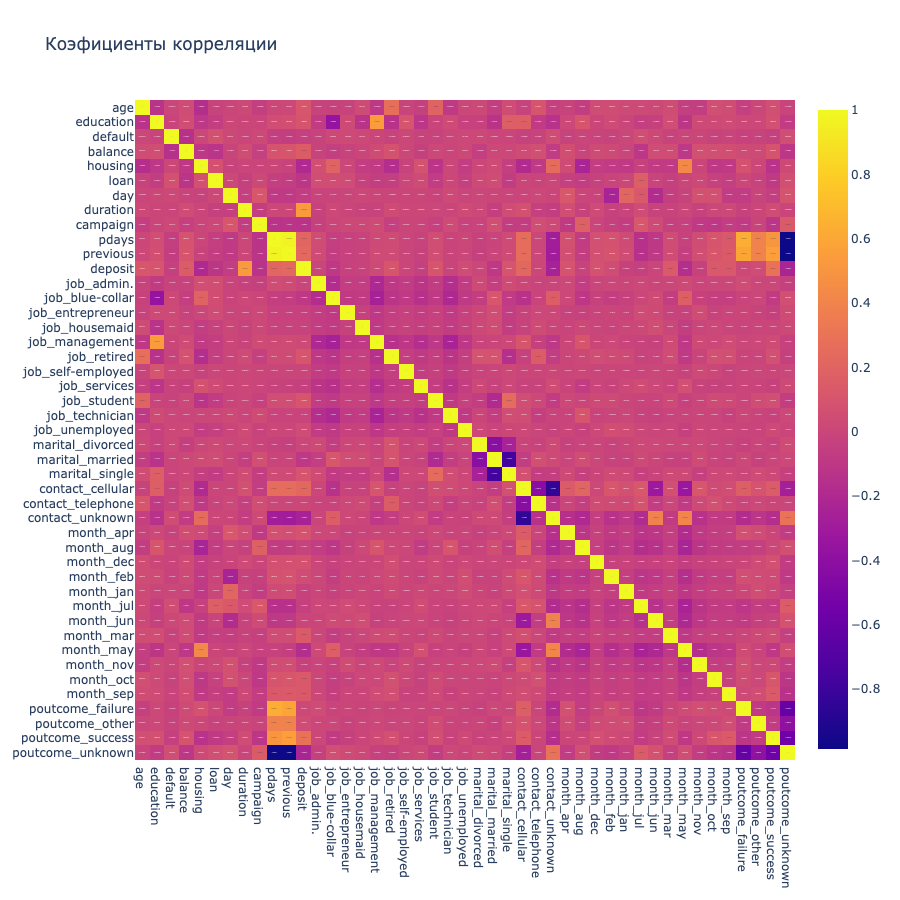 Коэфициенты корреляции
age
education
default
balance
housing
loan
day
duration
campaign
pdays
previous
deposit
job_admin.
job_blue-collar
job_entrepreneur
job_housemaid
job_management
job_retired
job_self-employed
job_services
job_student
job_technician
job_unemployed
marital_divorced
marital_married
marital_single
contact_cellular
contact_telephone
contact_unknown
month_apr
month_aug
month_dec
month_feb
month_jan
month_jul
month_jun
month_mar
month_may
month_nov
month_oct
month_sep
poutcome_failure
poutcome_other
poutcome_success
poutcome_unknown
age
education
default
balance
housing
loan
day
duration
campaign
pdays
previous
deposit
job_admin.
job_blue-collar
job_entrepreneur
job_housemaid
job_management
job_retired
job_self-employed
job_services
job_student
job_technician
job_unemployed
marital_divorced
marital_married
marital_single
contact_cellular
contact_telephone
contact_unknown
month_apr
month_aug
month_dec
month_feb
month_jan
month_jul
month_jun
month_mar
month_may
month_nov
month_oct
month_sep
poutcome_failure
poutcome_other
poutcome_success
poutcome_unknown
1
0.8
0.6
0.4
0.2
0
−0.2
−0.4
−0.6
−0.8